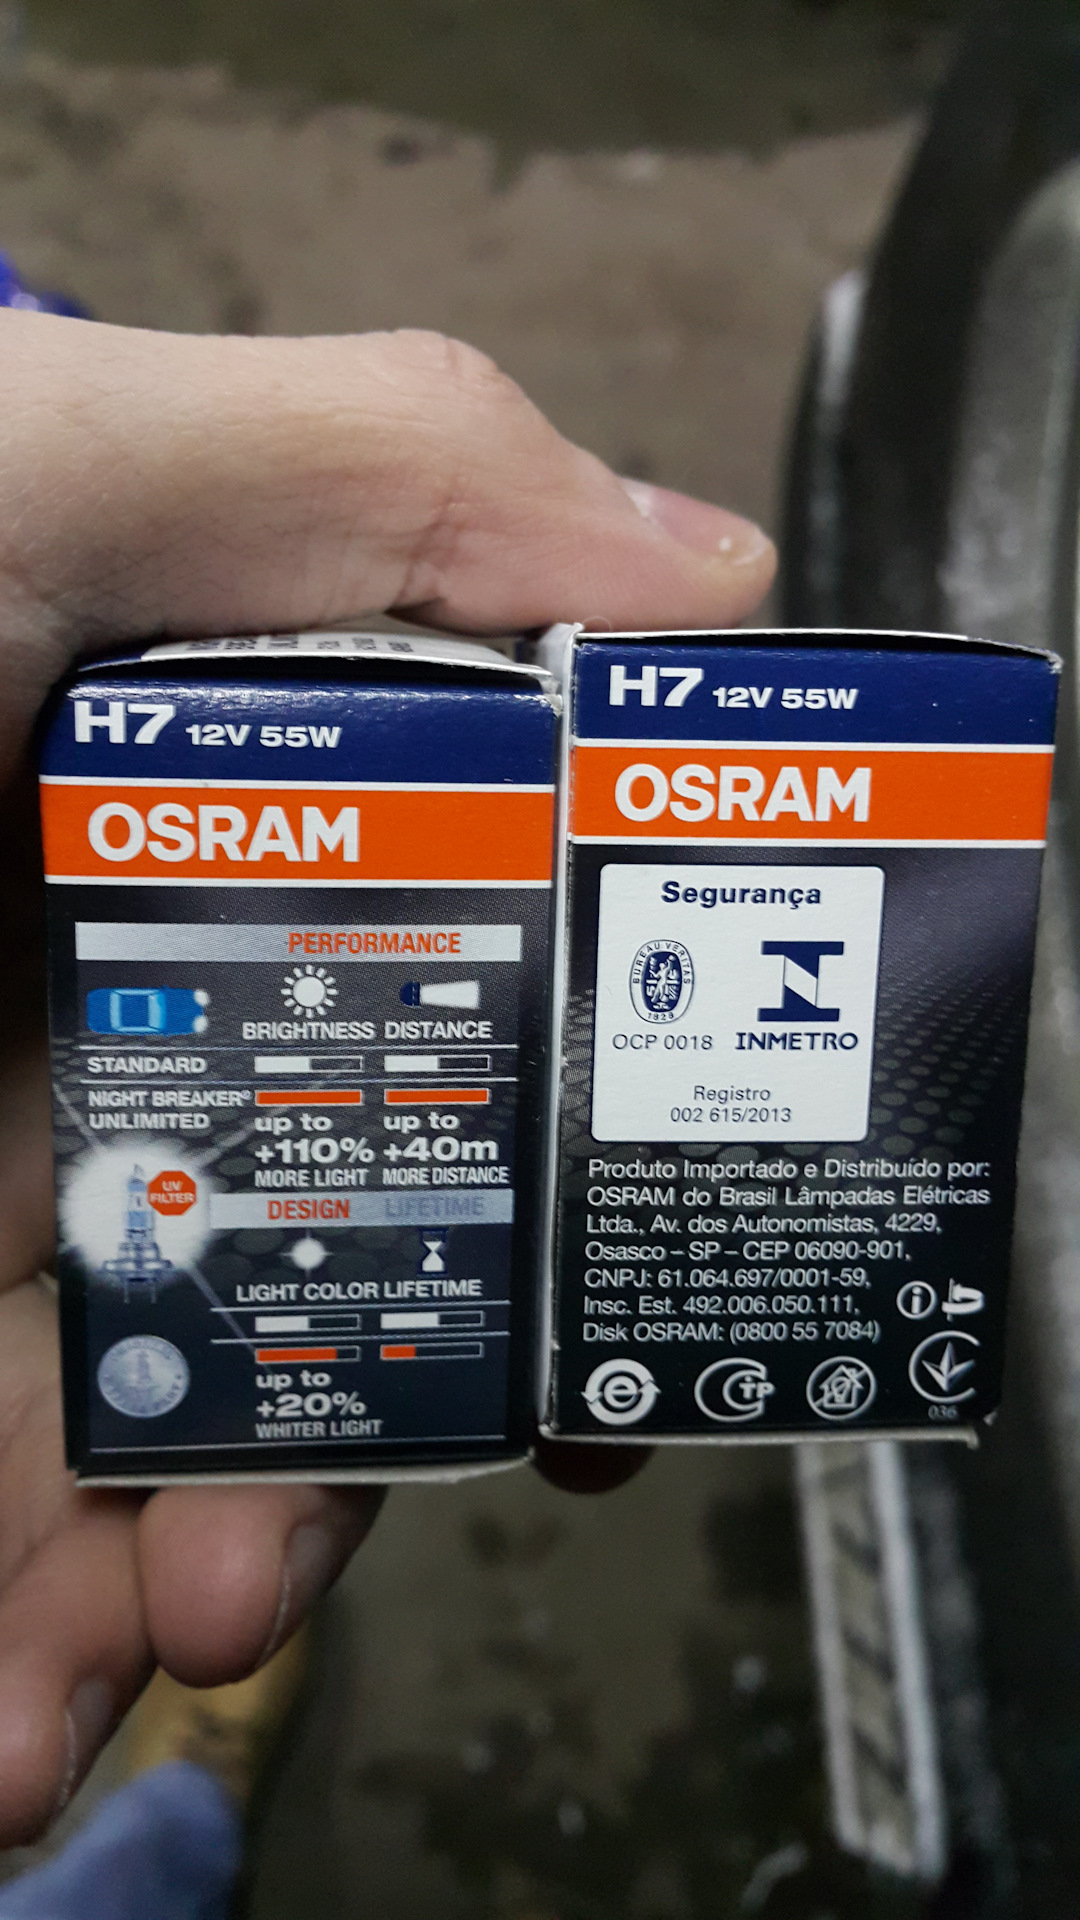 H7 12V 55W
OSRAM
PERFORMANCE
BRIGHTNESS DISTANCE
STANDARD
NIGHT BREAKER®
UNLIMITED
up to up to
+110% +40m
MORE LIGHT MORE DISTANCE
UV
FILTER
DESIGN LIFETIME
LIGHT COLOR LIFETIME
up to
+20%
WHITER LIGHT
H7 12V 55W
OSRAM
Segurança
BUREAU VERITAS
1828
OCP 0018 INMETRO
Registro
002 615/2013
Produto Importado e Distribuído por:
OSRAM do Brasil Lâmpadas Elétricas
Ltda., Av. dos Autonomistas, 4229,
Osasco – SP – CEP 06090-901,
CNPJ: 61.064.697/0001-59,
Insc. Est. 492.006.050.111,
Disk OSRAM: (0800 55 7084)
i
e
TP
036